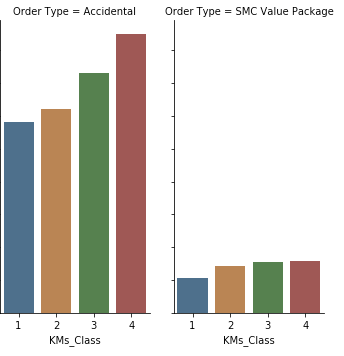 Order Type = Accidental
Order Type = SMC Value Package
1 2 3 4
1 2 3 4
KMs_Class
KMs_Class